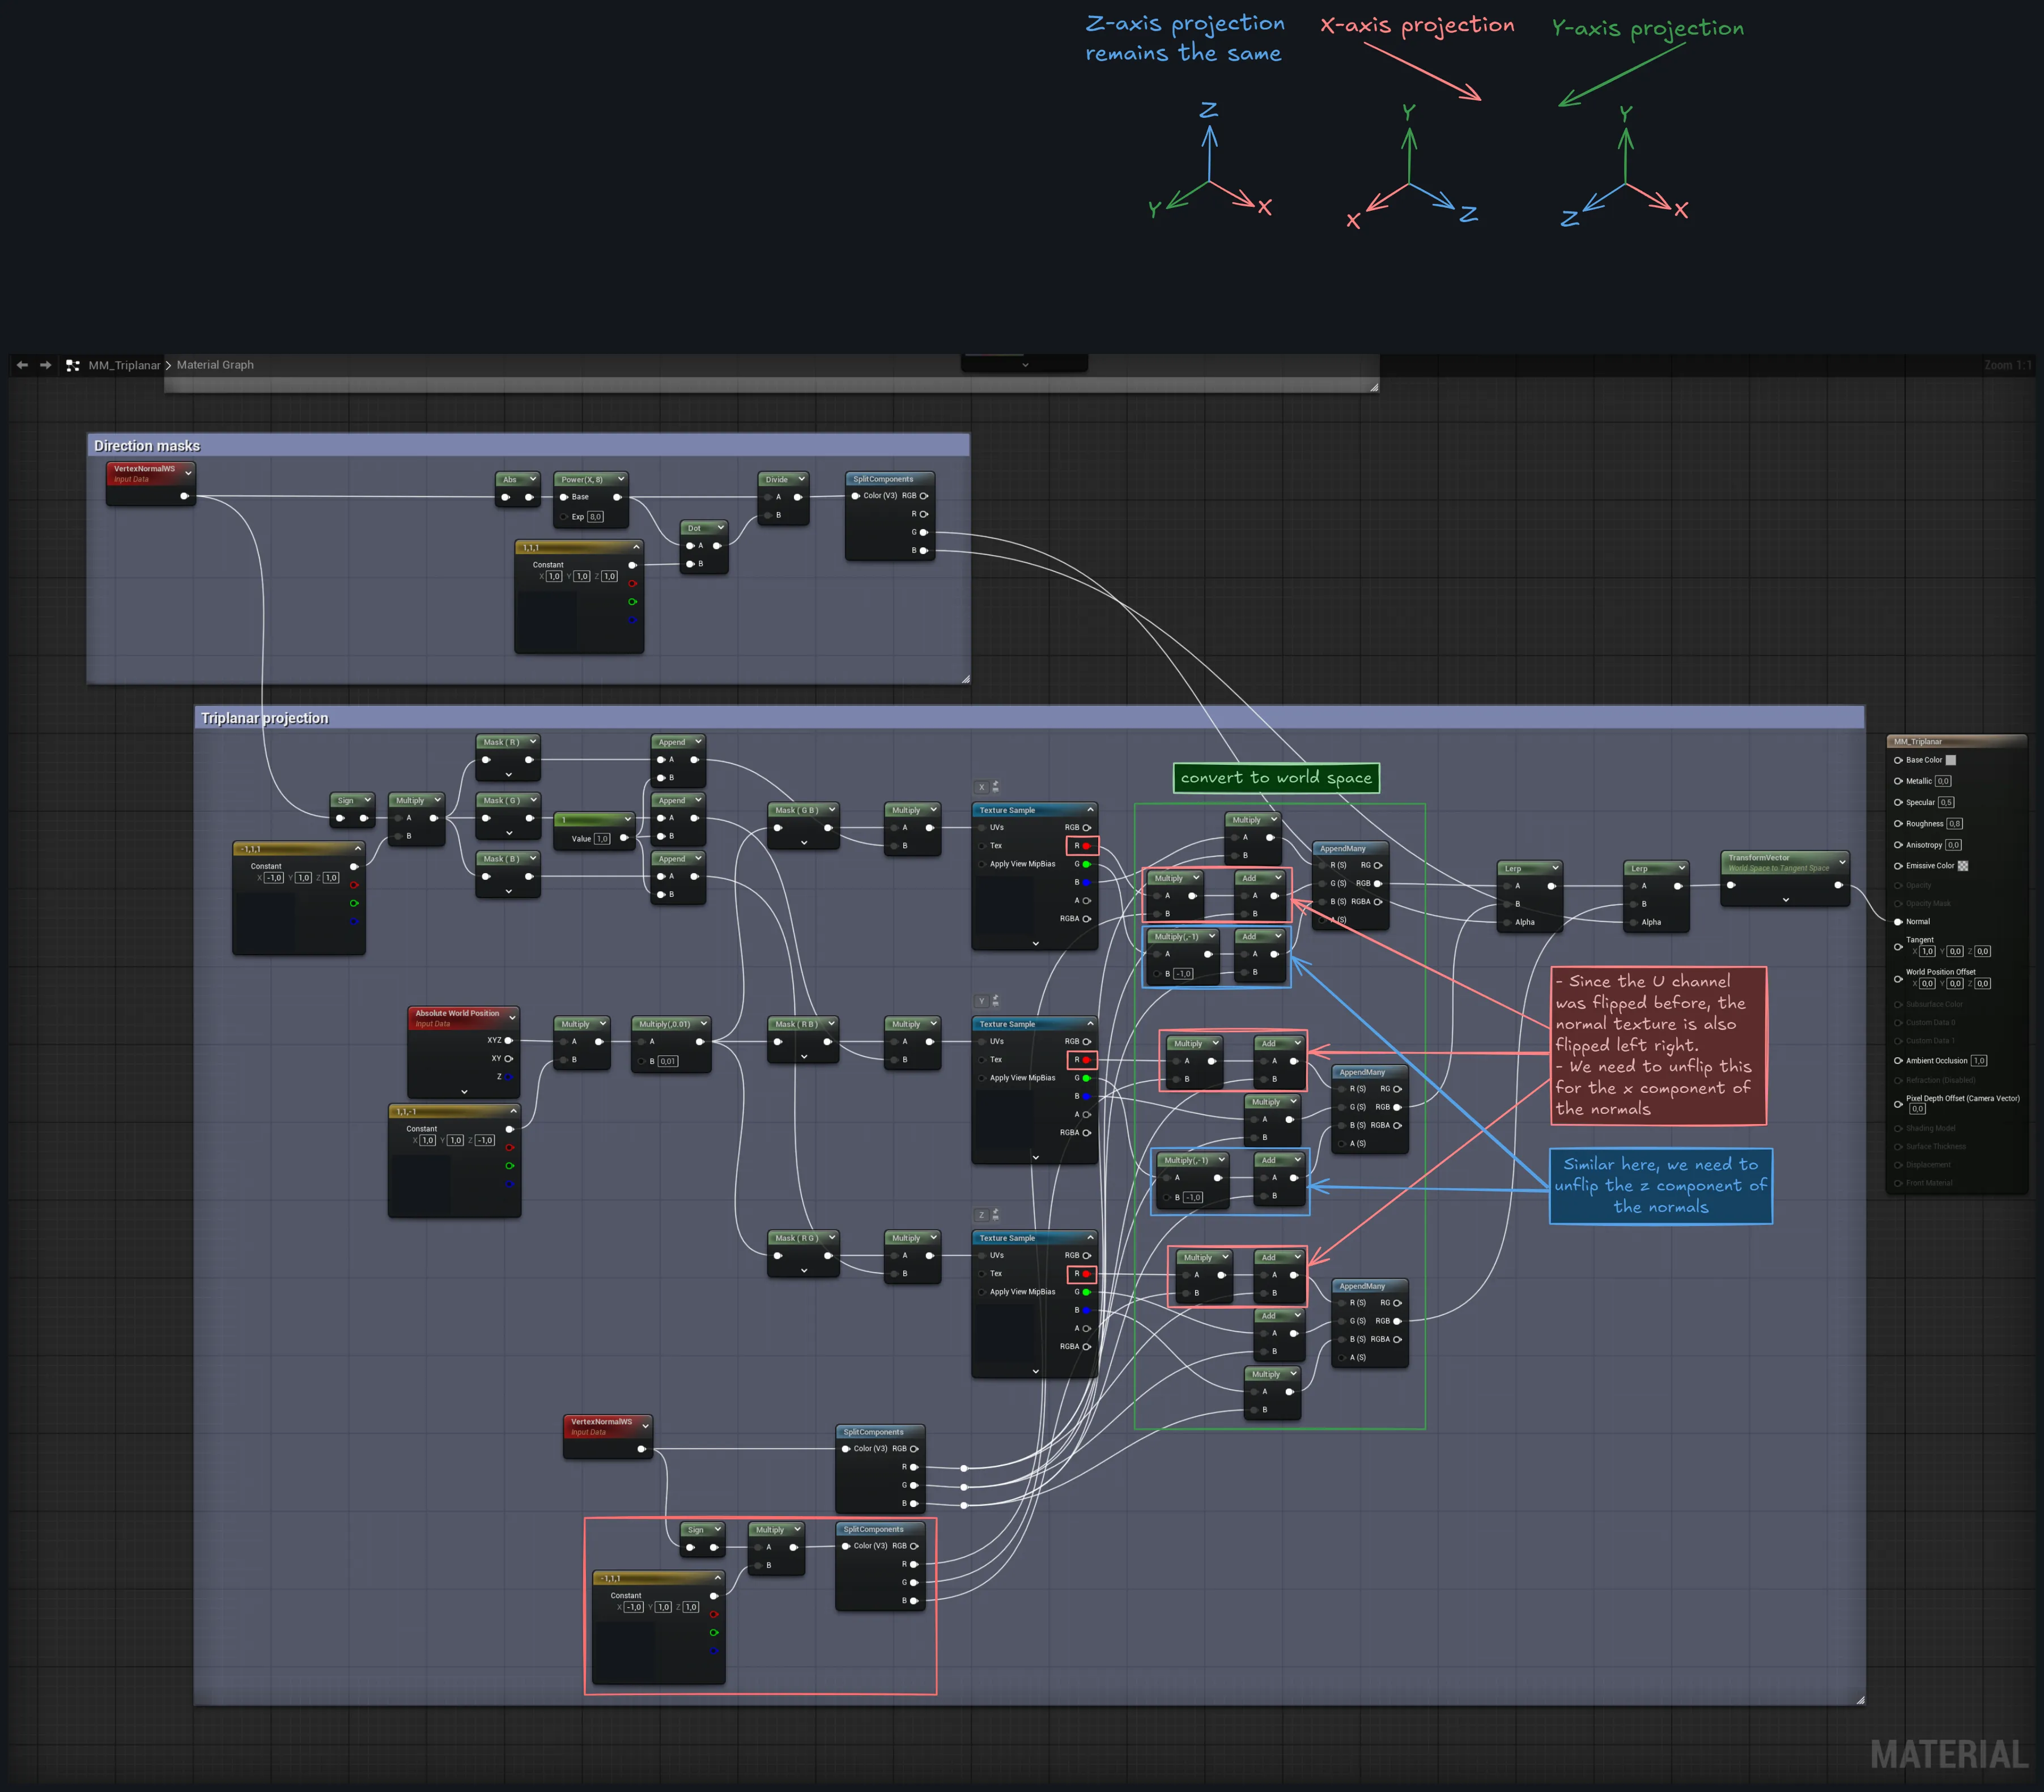 Z-axis projection
remains the same
X-axis projection
Y-axis projection
Z
Y
X
Y
X
Z
Y
Z
X
MM_Triplanar > Material Graph
Zoom 1:1
Direction masks
VertexNormalWS
Input Data
Abs
Power(X, 8)
Base
Exp 8,0
Dot
A
B
Divide
A
B
SplitComponents
Color (V3) RGB
R
G
B
1,1,1
Constant
X 1,0 Y 1,0 Z 1,0
Triplanar projection
Sign
Multiply
A
B
-1,1,1
Constant
X -1,0 Y 1,0 Z 1,0
Mask ( R )
Mask ( G )
Mask ( B )
1
Value 1,0
Append
A
B
Append
A
B
Append
A
B
Mask ( G B )
Multiply
A
B
X
Texture Sample
UVs RGB
Tex R
Apply View MipBias G
B
A
RGBA
convert to world space
Multiply
A
B
Multiply
A
B
Add
A
B
Multiply(,-1)
A
B -1,0
Add
A
B
AppendMany
R (S) RG
G (S) RGB
B (S) RGBA
A (S)
Lerp
A
B
Alpha
Lerp
A
B
Alpha
TransformVector
World Space to Tangent Space
Absolute World Position
Input Data
XYZ
XY
Z
Multiply
A
B
Multiply(,0.01)
A
B 0,01
1,1,-1
Constant
X 1,0 Y 1,0 Z -1,0
Mask ( R B )
Multiply
A
B
Y
Texture Sample
UVs RGB
Tex R
Apply View MipBias G
B
A
RGBA
Multiply
A
B
Add
A
B
Multiply
A
B
Multiply(,-1)
A
B -1,0
Add
A
B
AppendMany
R (S) RG
G (S) RGB
B (S) RGBA
A (S)
- Since the U channel
was flipped before, the
normal texture is also
flipped left right.
- We need to unflip this
for the x component of
the normals
Similar here, we need to
unflip the z component of
the normals
Mask ( R G )
Multiply
A
B
Z
Texture Sample
UVs RGB
Tex R
Apply View MipBias G
B
A
RGBA
Multiply
A
B
Add
A
B
Add
A
B
Multiply
A
B
AppendMany
R (S) RG
G (S) RGB
B (S) RGBA
A (S)
VertexNormalWS
Input Data
SplitComponents
Color (V3) RGB
R
G
B
Sign
Multiply
A
B
SplitComponents
Color (V3) RGB
R
G
B
-1,1,1
Constant
X -1,0 Y 1,0 Z 1,0
MM_Triplanar
Base Color
Metallic 0,0
Specular 0,5
Roughness 0,8
Anisotropy 0,0
Emissive Color
Opacity
Opacity Mask
Normal
Tangent
X 1,0 Y 0,0 Z 0,0
World Position Offset
X 0,0 Y 0,0 Z 0,0
Subsurface Color
Custom Data 0
Custom Data 1
Ambient Occlusion 1,0
Refraction (Disabled)
Pixel Depth Offset (Camera Vector)
0,0
Shading Model
Surface Thickness
Displacement
Front Material
MATERIAL